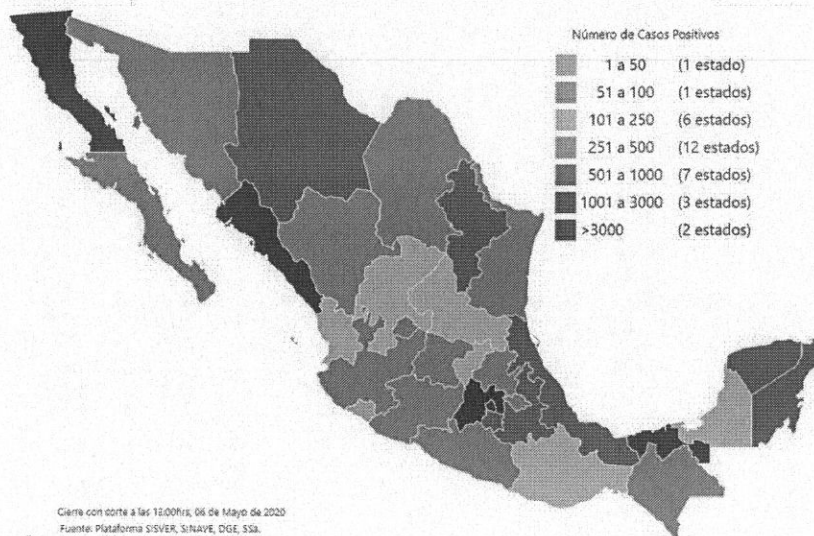 Número de Casos Positivos
1 a 50 (1 estado)
51 a 100 (1 estados)
101 a 250 (6 estados)
251 a 500 (12 estados)
501 a 1000 (7 estados)
1001 a 3000 (3 estados)
>3000 (2 estados)
Cierre con corte a las 13:00hrs, 06 de Mayo de 2020
Fuente: Plataforma SISVER, SINAVE, DGE, SSa.